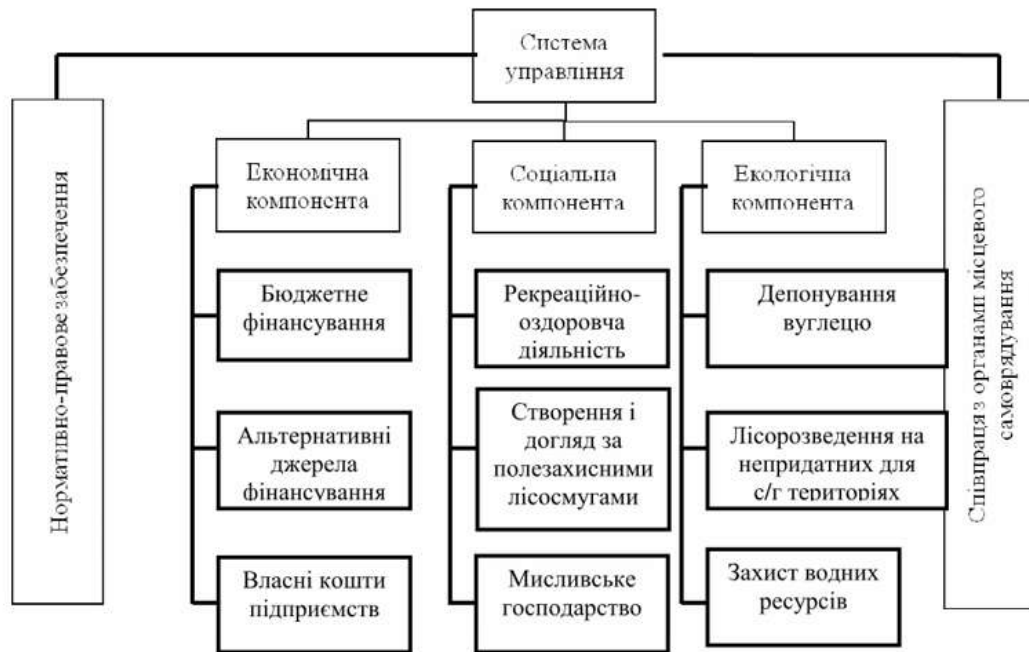 Система
управління
Нормативно-правове забезпечення
Економічна
компонента
Бюджетне
фінансування
Альтернативні
джерела
фінансування
Власні кошти
підприємств
Соціальна
компонента
Рекреаційно-
оздоровча
діяльність
Створення і
догляд за
полезахисними
лісосмугами
Мисливське
господарство
Екологічна
компонента
Депонування
вуглецю
Лісорозведення на
непридатних для
с/г територіях
Захист водних
ресурсів
Співпраця з органами місцевого
самоврядування